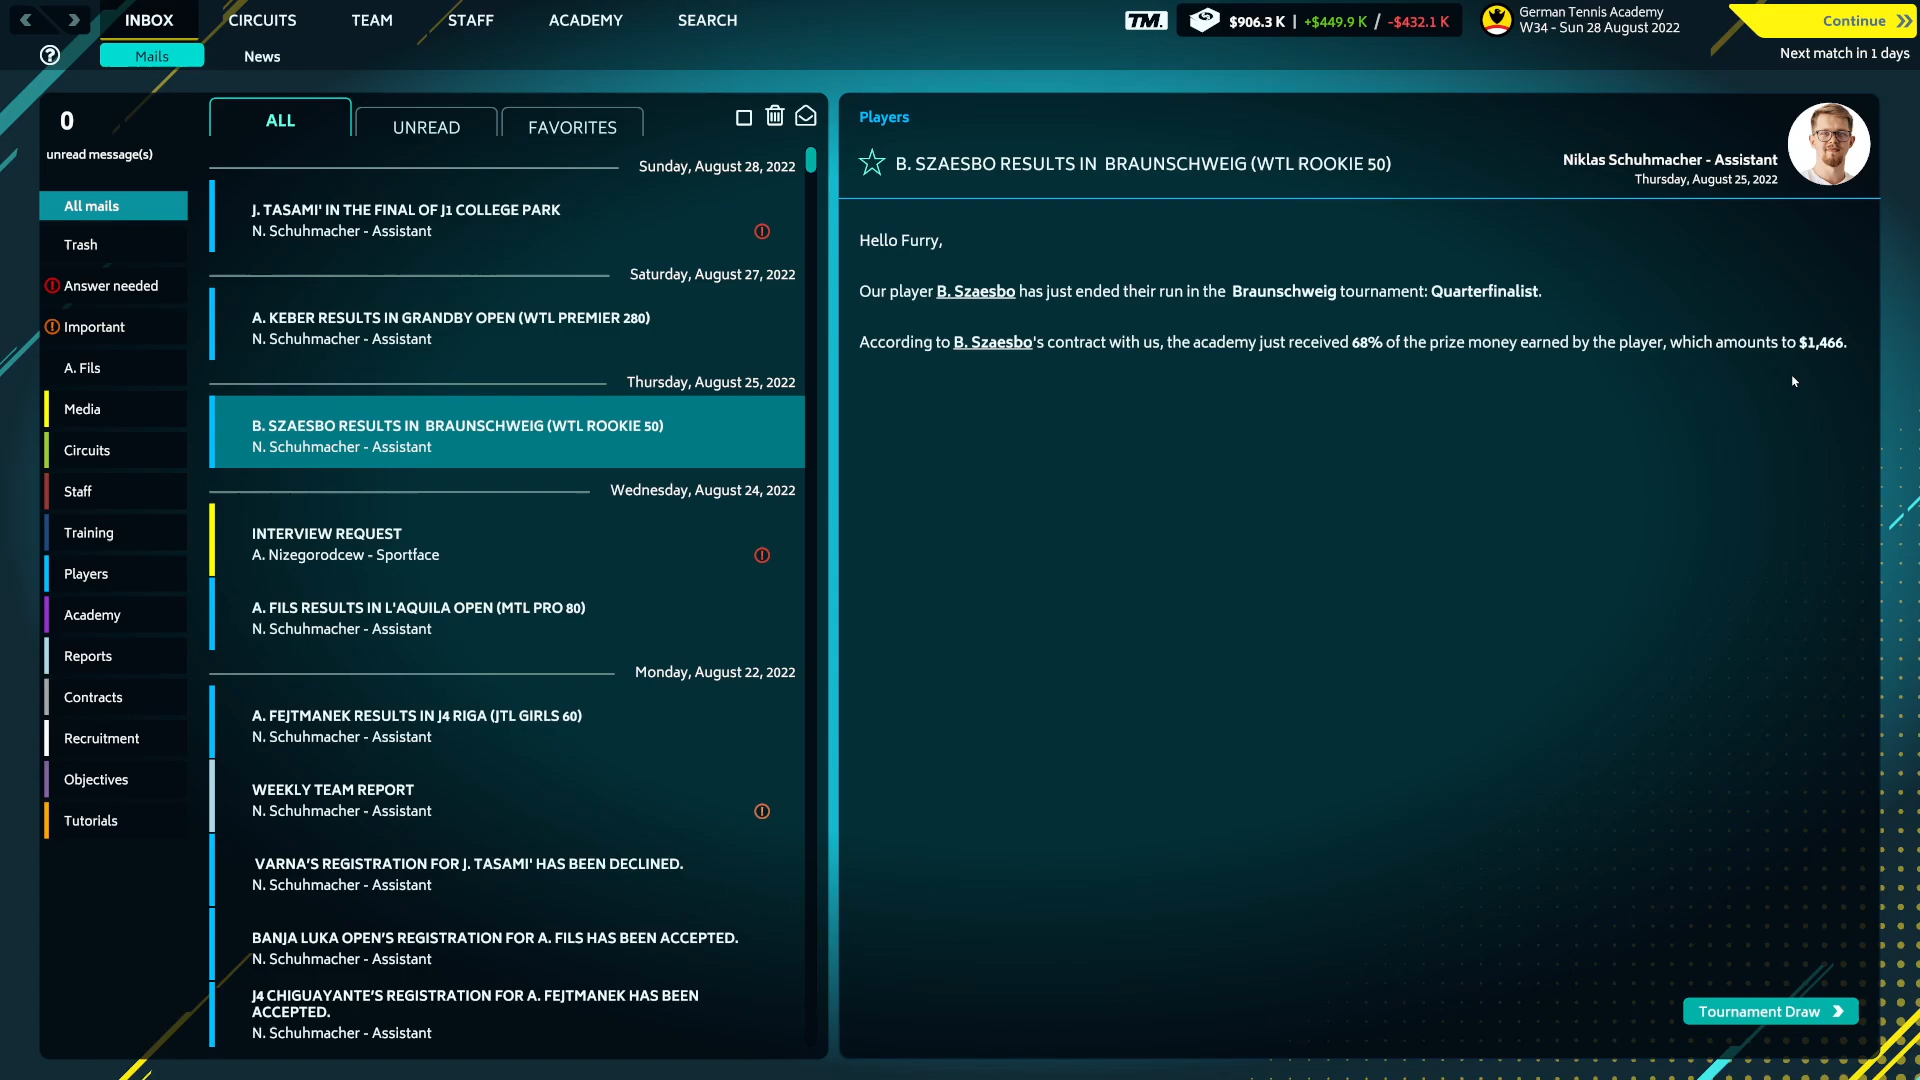 INBOX CIRCUITS TEAM STAFF ACADEMY SEARCH
TM. $906.3 K | +$449.9 K / -$432.1 K
German Tennis Academy
W34 - Sun 28 August 2022
Continue
Next match in 1 days
Mails News
0
unread message(s)
All mails
Trash
Answer needed
Important
A. Fils
Media
Circuits
Staff
Training
Players
Academy
Reports
Contracts
Recruitment
Objectives
Tutorials
ALL UNREAD FAVORITES
Sunday, August 28, 2022
J. TASAMI' IN THE FINAL OF J1 COLLEGE PARK
N. Schuhmacher - Assistant
Saturday, August 27, 2022
A. KEBER RESULTS IN GRANDBY OPEN (WTL PREMIER 280)
N. Schuhmacher - Assistant
Thursday, August 25, 2022
B. SZAESBO RESULTS IN BRAUNSCHWEIG (WTL ROOKIE 50)
N. Schuhmacher - Assistant
Wednesday, August 24, 2022
INTERVIEW REQUEST
A. Nizegorodcew - Sportface
A. FILS RESULTS IN L'AQUILA OPEN (MTL PRO 80)
N. Schuhmacher - Assistant
Monday, August 22, 2022
A. FEJTMANEK RESULTS IN J4 RIGA (JTL GIRLS 60)
N. Schuhmacher - Assistant
WEEKLY TEAM REPORT
N. Schuhmacher - Assistant
VARNA'S REGISTRATION FOR J. TASAMI' HAS BEEN DECLINED.
N. Schuhmacher - Assistant
BANJA LUKA OPEN'S REGISTRATION FOR A. FILS HAS BEEN ACCEPTED.
N. Schuhmacher - Assistant
J4 CHIGUAYANTE'S REGISTRATION FOR A. FEJTMANEK HAS BEEN
ACCEPTED.
N. Schuhmacher - Assistant
Players
B. SZAESBO RESULTS IN BRAUNSCHWEIG (WTL ROOKIE 50)
Niklas Schuhmacher - Assistant
Thursday, August 25, 2022
Hello Furry,
Our player B. Szaesbo has just ended their run in the Braunschweig tournament: Quarterfinalist.
According to B. Szaesbo's contract with us, the academy just received 68% of the prize money earned by the player, which amounts to $1,466.
Tournament Draw